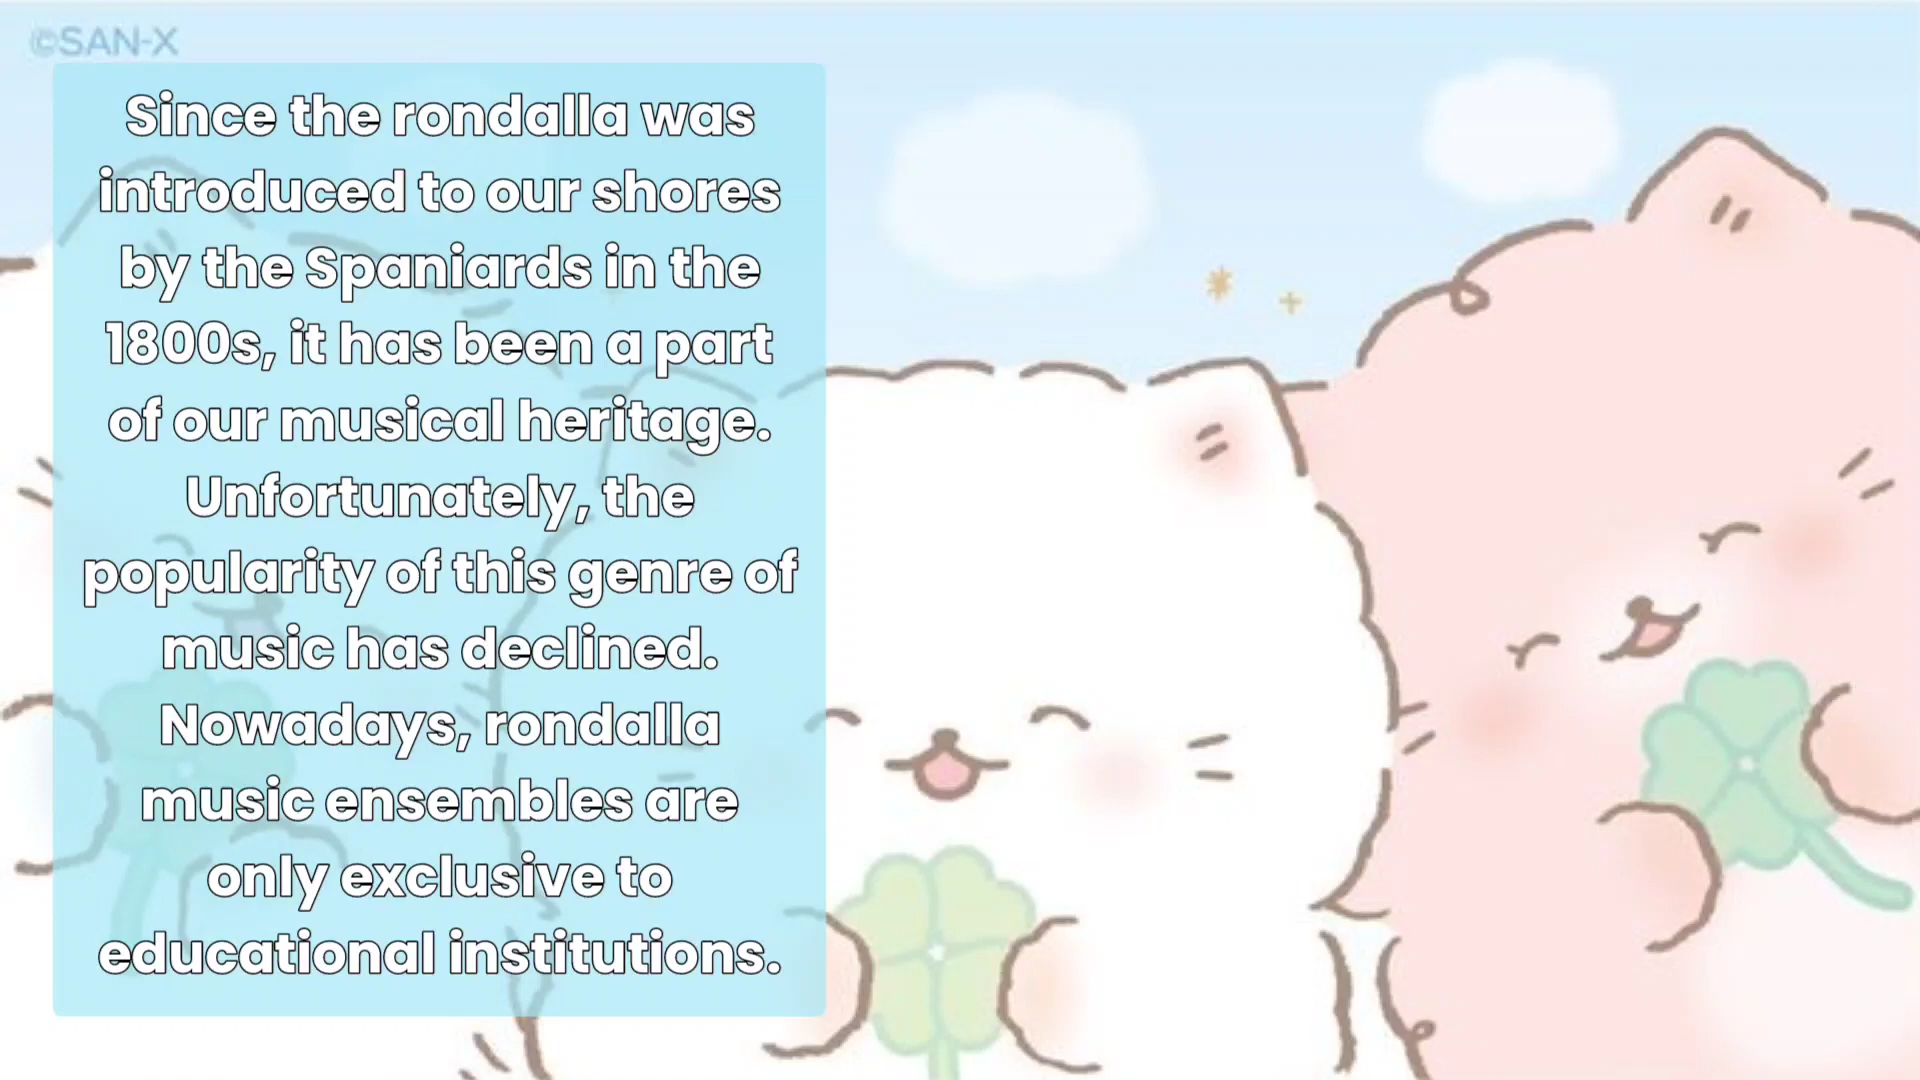 ©SAN-X
Since the rondalla was
introduced to our shores
by the Spaniards in the
1800s, it has been a part
of our musical heritage.
Unfortunately, the
popularity of this genre of
music has declined.
Nowadays, rondalla
music ensembles are
only exclusive to
educational institutions.